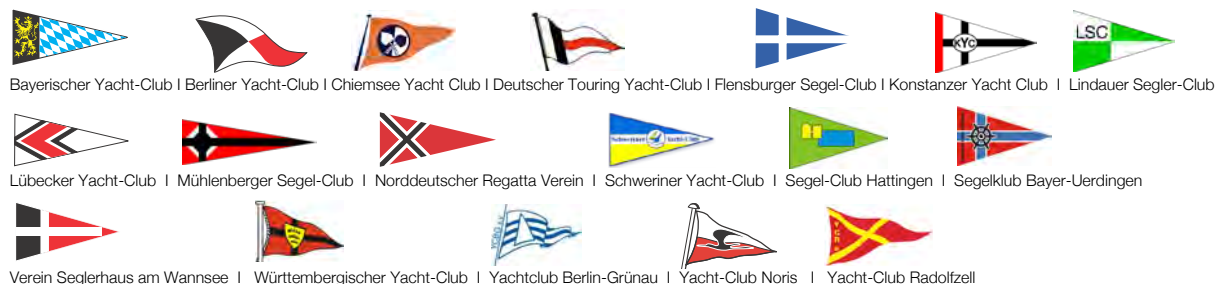 KYC LSC
Bayerischer Yacht-Club I Berliner Yacht-Club I Chiemsee Yacht Club I Deutscher Touring Yacht-Club I Flensburger Segel-Club I Konstanzer Yacht Club I Lindauer Segler-Club
Schweriner Yacht-Club
Lübecker Yacht-Club I Mühlenberger Segel-Club I Norddeutscher Regatta Verein I Schweriner Yacht-Club I Segel-Club Hattingen I Segelklub Bayer-Uerdingen
Verein Seglerhaus am Wannsee I Württembergischer Yacht-Club I Yachtclub Berlin-Grünau I Yacht-Club Noris I Yacht-Club Radolfzell